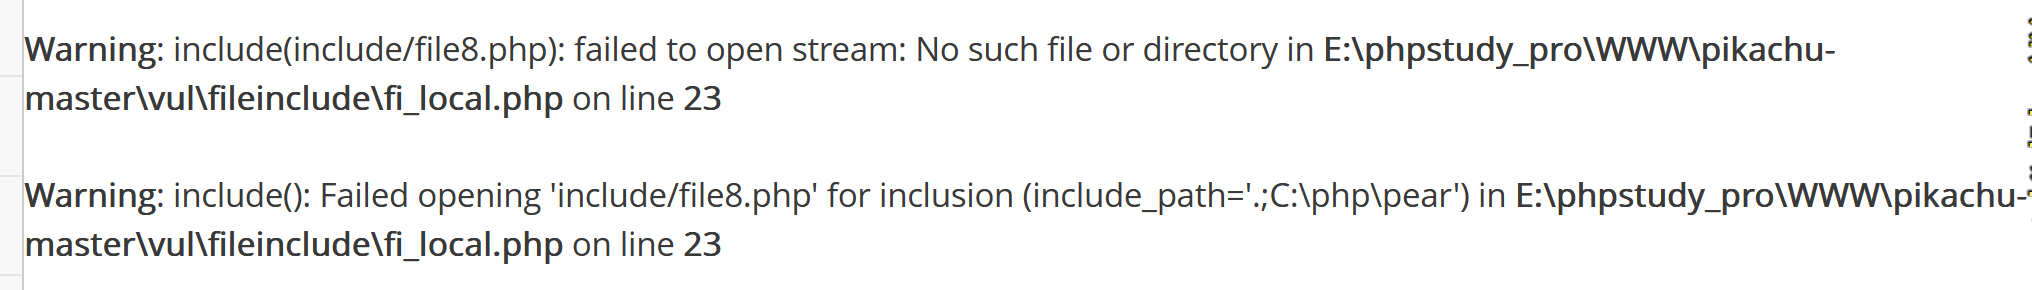 Warning: include(include/file8.php): failed to open stream: No such file or directory in E:\phpstudy_pro\WWW\pikachu-
master\vul\fileinclude\fi_local.php on line 23
Warning: include(): Failed opening 'include/file8.php' for inclusion (include_path='.;C:\php\pear') in E:\phpstudy_pro\WWW\pikachu-
master\vul\fileinclude\fi_local.php on line 23